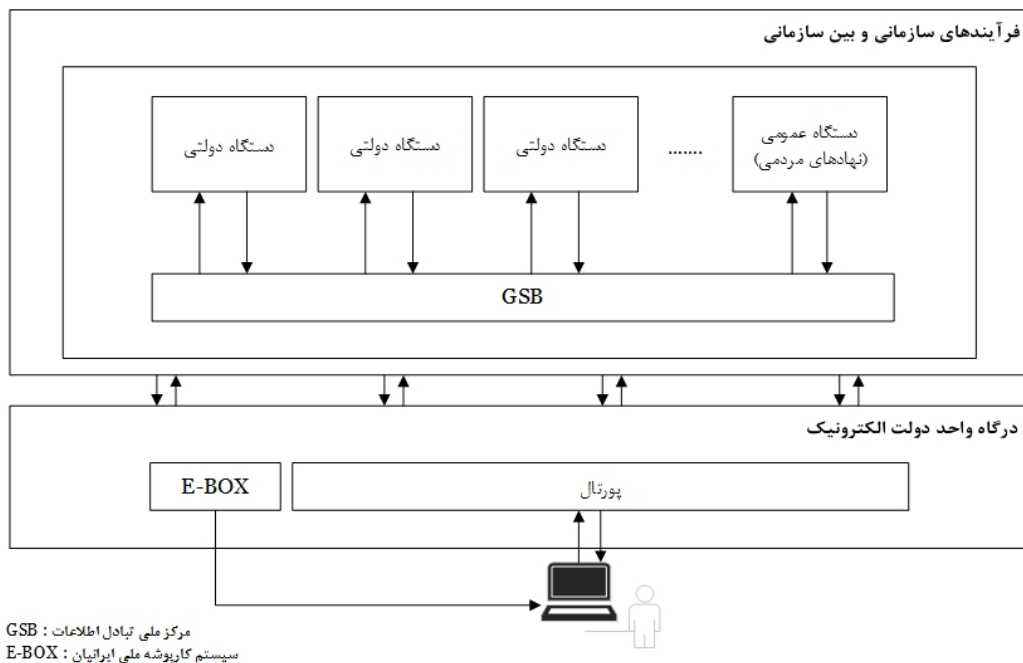 فرآیندهای سازمانی و بین سازمانی
دستگاه عمومی
(نهادهای مردمی)
.......
دستگاه دولتی
دستگاه دولتی
دستگاه دولتی
GSB
درگاه واحد دولت الکترونیک
پورتال
E-BOX
GSB : مرکز ملی تبادل اطلاعات
E-BOX : سیستم کارپوشه ملی ایرانیان